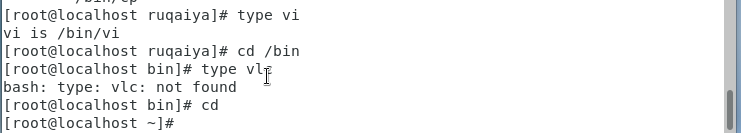 [root@localhost ruqaiya]# type vi
vi is /bin/vi
[root@localhost ruqaiya]# cd /bin
[root@localhost bin]# type vlc
bash: type: vlc: not found
[root@localhost bin]# cd
[root@localhost ~]#